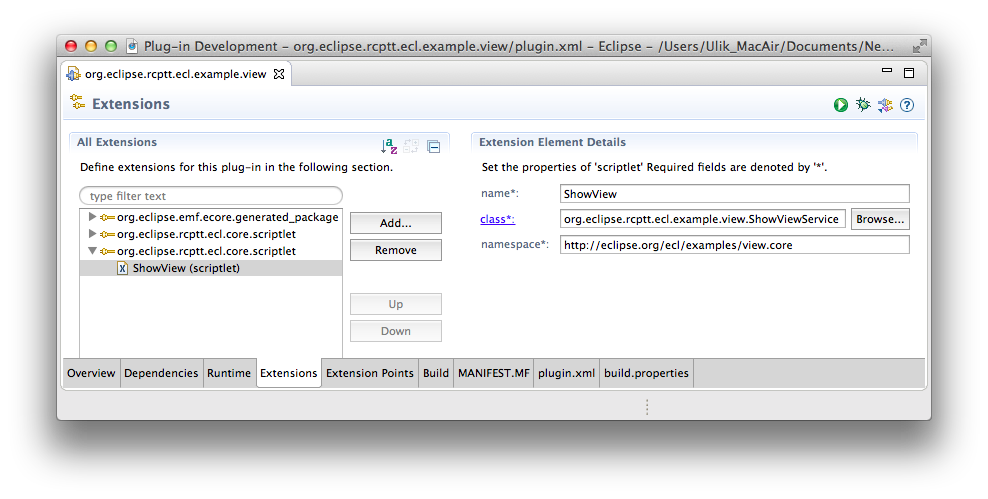 Plug-in Development – org.eclipse.rcptt.ecl.example.view/plugin.xml – Eclipse – /Users/Ulik_MacAir/Documents/Ne...
org.eclipse.rcptt.ecl.example.view
Extensions
All Extensions
Define extensions for this plug-in in the following section.
type filter text
org.eclipse.emf.ecore.generated_package
org.eclipse.rcptt.ecl.core.scriptlet
org.eclipse.rcptt.ecl.core.scriptlet
ShowView (scriptlet)
Add...
Remove
Up
Down
Extension Element Details
Set the properties of 'scriptlet' Required fields are denoted by '*'.
name*: ShowView
class*: org.eclipse.rcptt.ecl.example.view.ShowViewService Browse...
namespace*: http://eclipse.org/ecl/examples/view.core
Overview Dependencies Runtime Extensions Extension Points Build MANIFEST.MF plugin.xml build.properties